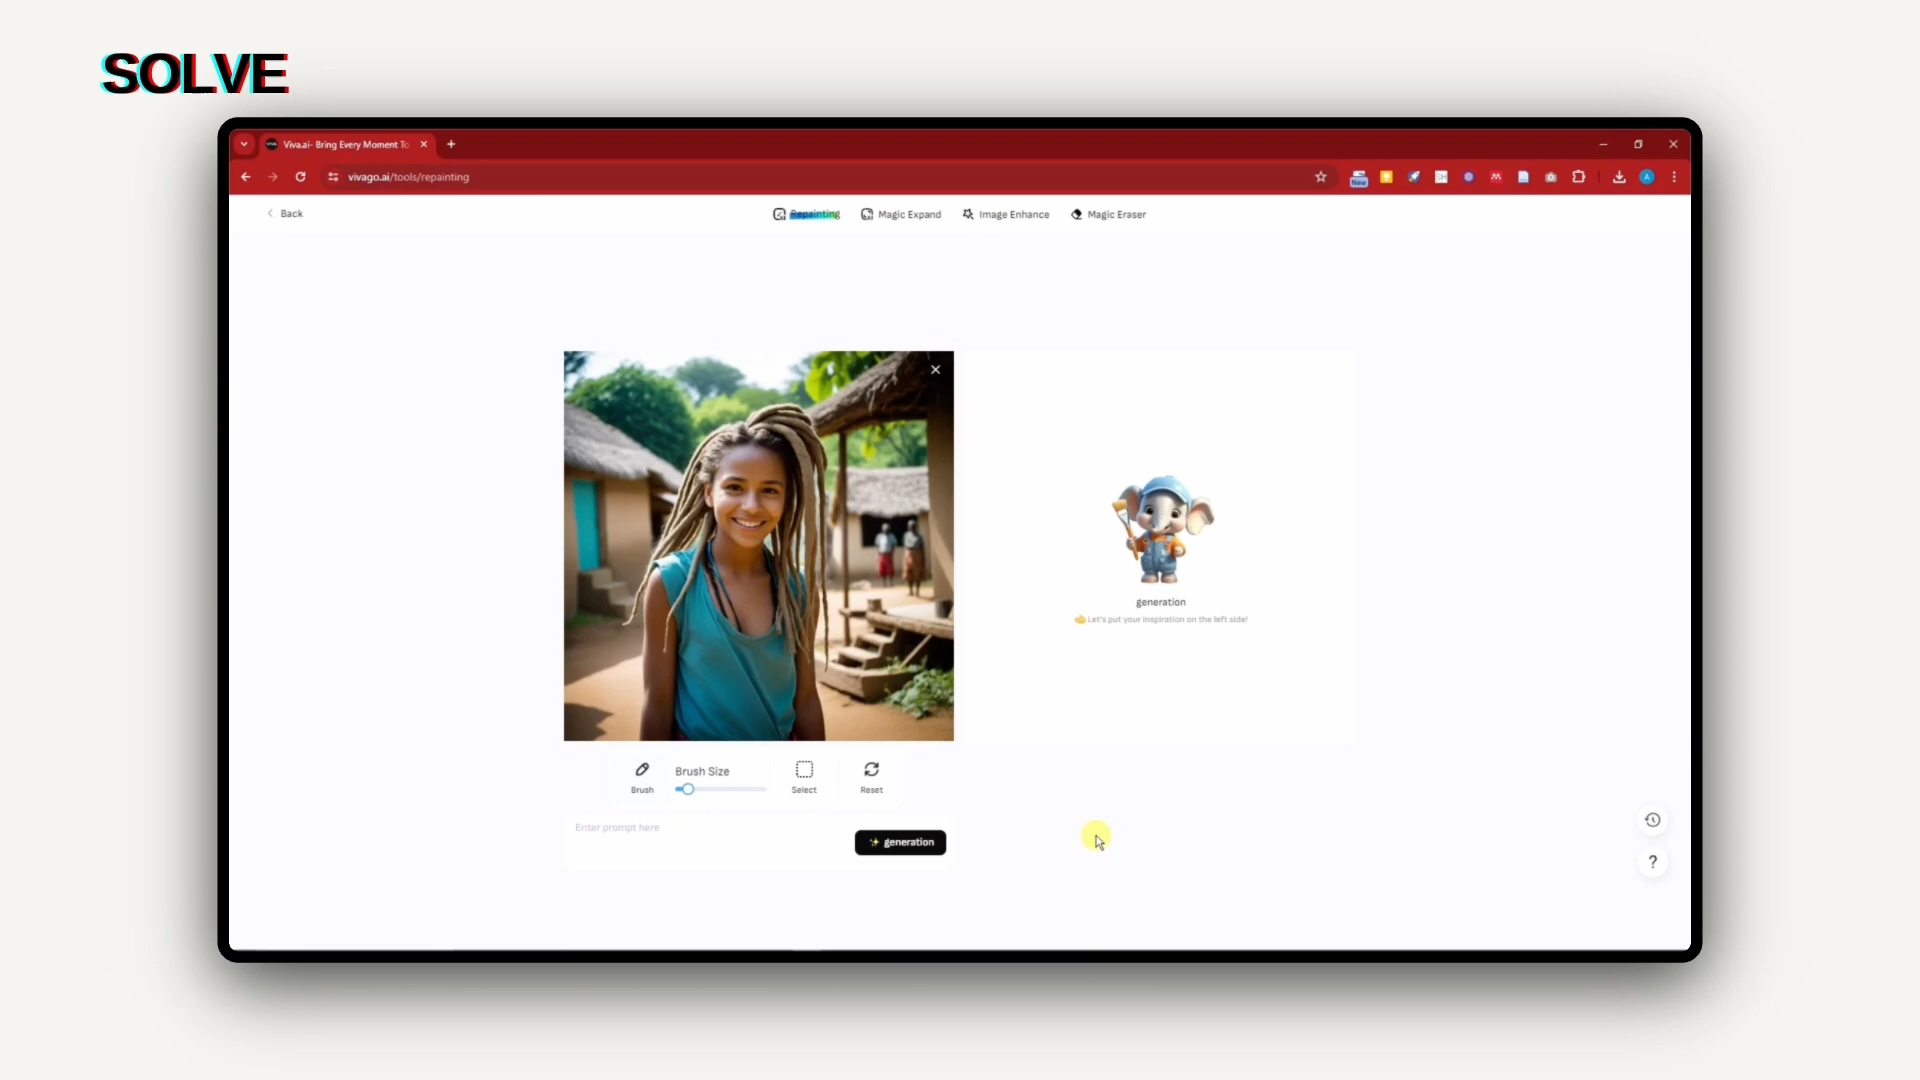 SOLVE
Viva.ai- Bring Every Moment To
vivago.ai/tools/repainting
New
Back
Repainting
Magic Expand
Image Enhance
Magic Eraser
generation
Let's put your inspiration on the left side!
Brush
Brush Size
Select
Reset
Enter prompt here
generation
?